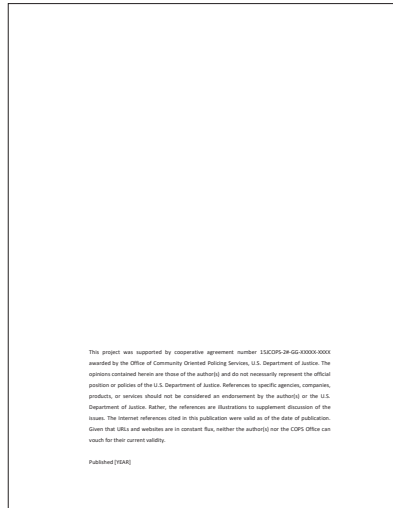 This project was supported by cooperative agreement number 15JCOPS-2#-GG-XXXXX-XXXX
awarded by the Office of Community Oriented Policing Services, U.S. Department of Justice. The
opinions contained herein are those of the author(s) and do not necessarily represent the official
position or policies of the U.S. Department of Justice. References to specific agencies, companies,
products, or services should not be considered an endorsement by the author(s) or the U.S.
Department of Justice. Rather, the references are illustrations to supplement discussion of the
issues. The Internet references cited in this publication were valid as of the date of publication.
Given that URLs and websites are in constant flux, neither the author(s) nor the COPS Office can
vouch for their current validity.
Published [YEAR]